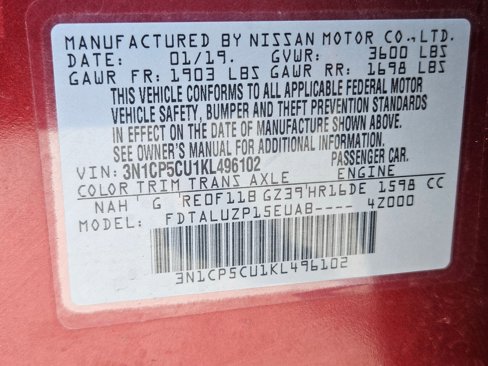 MANUFACTURED BY NISSAN MOTOR CO.,LTD.
DATE: 01/19. GVWR: 3600 LBS
GAWR FR: 1903 LBS GAWR RR: 1698 LBS
THIS VEHICLE CONFORMS TO ALL APPLICABLE FEDERAL MOTOR
VEHICLE SAFETY, BUMPER AND THEFT PREVENTION STANDARDS
IN EFFECT ON THE DATE OF MANUFACTURE SHOWN ABOVE.
SEE OWNER'S MANUAL FOR ADDITIONAL INFORMATION.
VIN: 3N1CP5CU1KL496102 PASSENGER CAR.
COLOR TRIM TRANS AXLE ENGINE
NAH G RE0F11B GZ39 HR16DE 1598 CC
MODEL: FDTALUZP15EUAB---- 4Z000
3N1CP5CU1KL496102